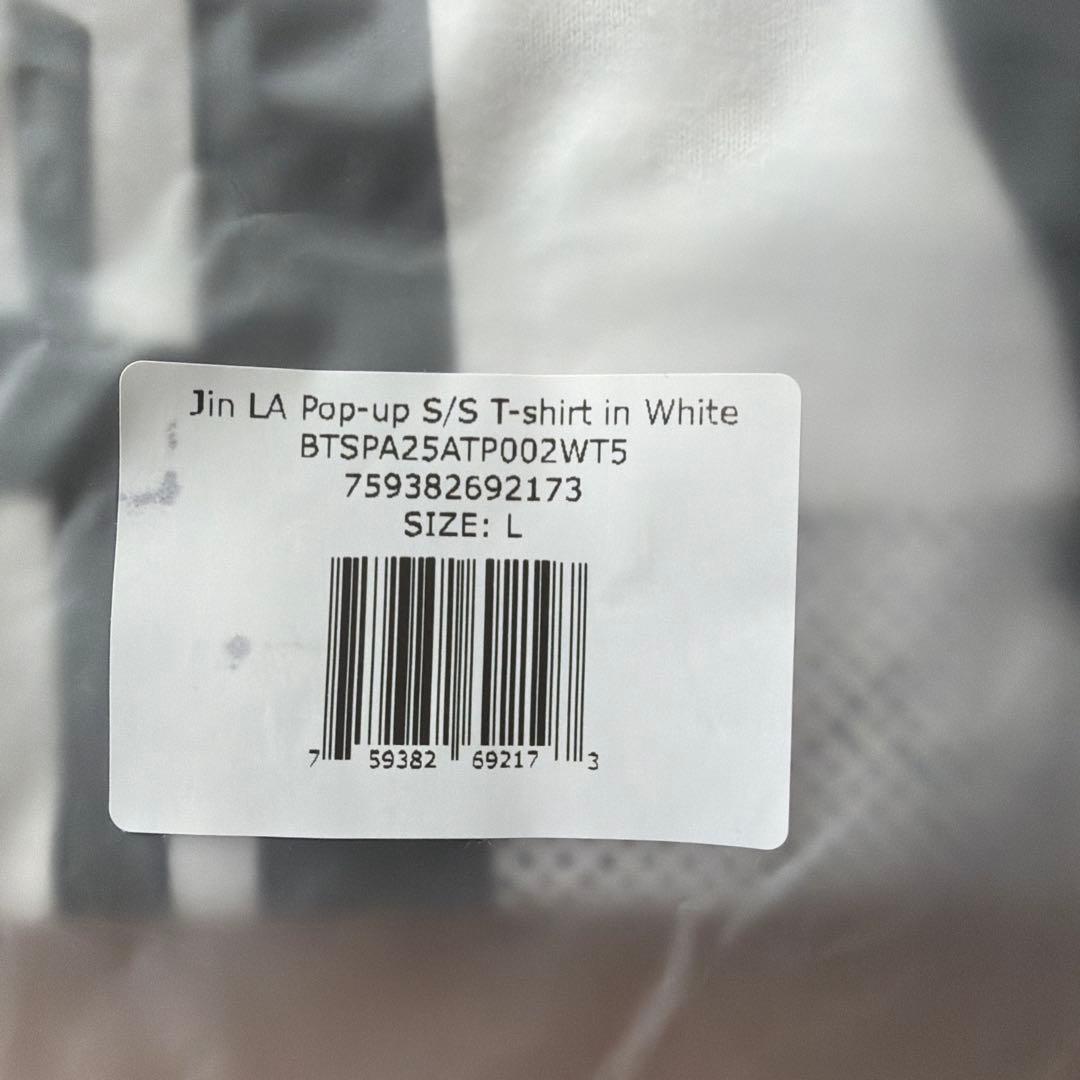 Jin LA Pop-up S/S T-shirt in White
BTSPA25ATP002WT5
759382692173
SIZE: L
7 59382 69217 3